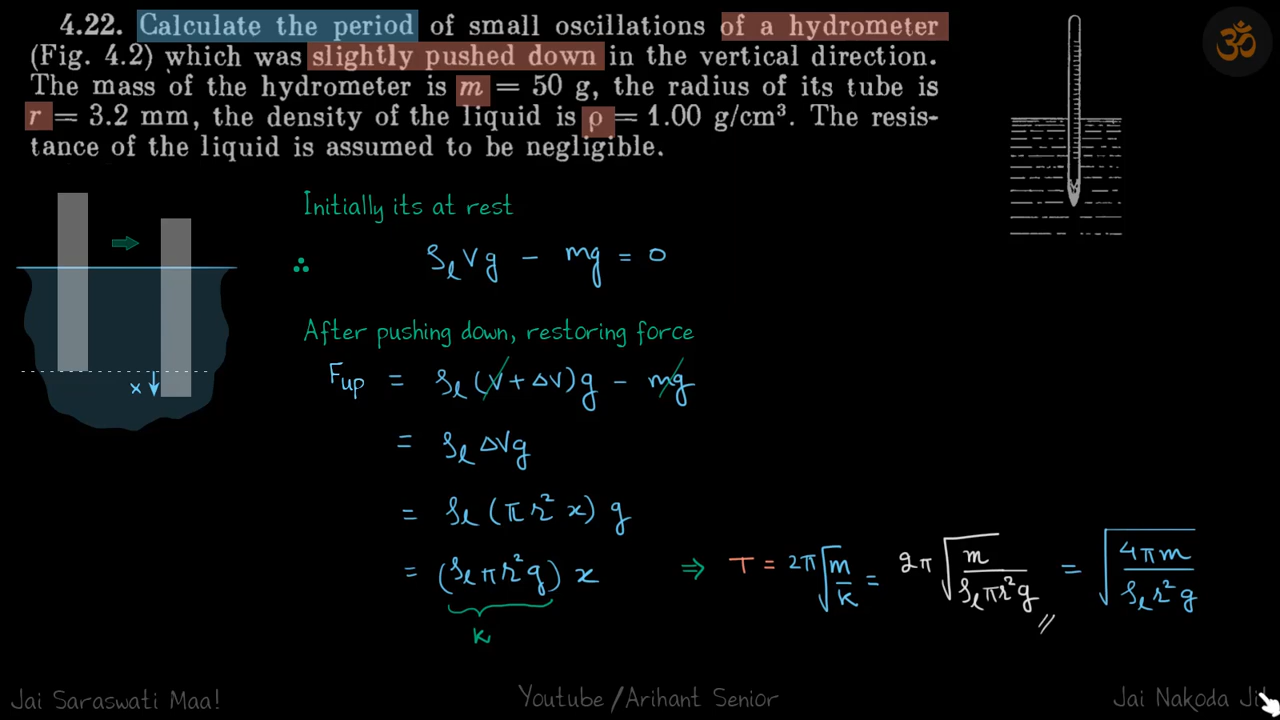 4.22. Calculate the period of small oscillations of a hydrometer
(Fig. 4.2) which was slightly pushed down in the vertical direction.
The mass of the hydrometer is m = 50 g, the radius of its tube is
r = 3.2 mm, the density of the liquid is ρ = 1.00 g/cm³. The resis-
tance of the liquid is assumed to be negligible.
ॐ
Initially its at rest
∴ ρₗVg − mg = 0
After pushing down, restoring force
F_up = ρₗ(V + ΔV)g − mg
x
= ρₗΔVg
= ρₗ(πr²x)g
= (ρₗπr²g)x ⇒ T = 2π√(m/k) = 2π√(m/(ρₗπr²g)) = √(4πm/(ρₗr²g))
k
Jai Saraswati Maa! Youtube /Arihant Senior Jai Nakoda Ji!